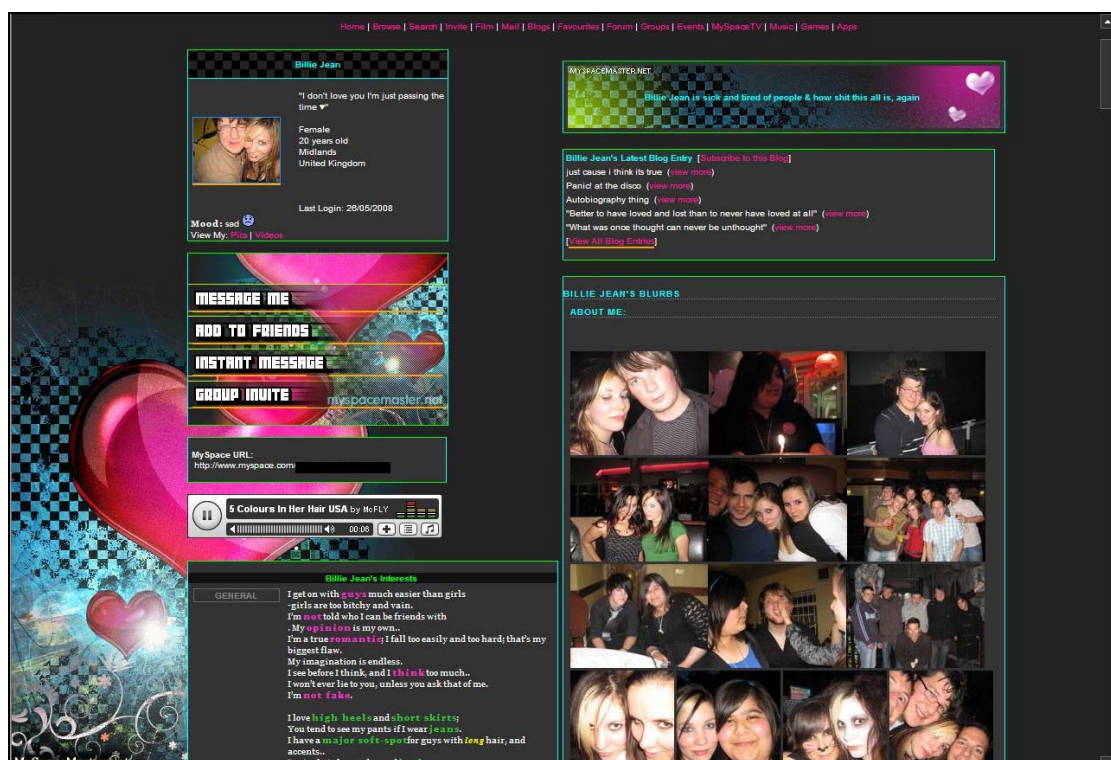 Home | Browse | Search | Invite | Film | Mail | Blogs | Favourites | Forum | Groups | Events | MySpaceTV | Music | Games | Apps
Billie Jean
"I don't love you I'm just passing the
time ♥"
Female
20 years old
Midlands
United Kingdom
Last Login: 26/05/2008
Mood: sad
View My: Pics | Videos
MESSAGE ME
ADD TO FRIENDS
INSTANT MESSAGE
GROUP INVITE
myspacemaster.net
MySpace URL:
http://www.myspace.com/
5 Colours In Her Hair USA by McFLY
00:06
Billie Jean's Interests
GENERAL
I get on with guys much easier than girls
-girls are too bitchy and vain.
I'm not told who I can be friends with
. My opinion is my own..
I'm a true romantic; I fall too easily and too hard; that's my
biggest flaw.
My imagination is endless.
I see before I think, and I think too much..
I won't ever lie to you, unless you ask that of me.
I'm not fake.
I love high heels and short skirts;
You tend to see my pants if I wear jeans.
I have a major soft-spot for guys with long hair, and
accents..
MYSPACEMASTER.NET
Billie Jean is sick and tired of people & how shit this all is, again
Billie Jean's Latest Blog Entry [Subscribe to this Blog]
just cause i think its true (view more)
Panic! at the disco (view more)
Autobiography thing (view more)
"Better to have loved and lost than to never have loved at all" (view more)
"What was once thought can never be unthought" (view more)
[View All Blog Entries]
BILLIE JEAN'S BLURBS
ABOUT ME: